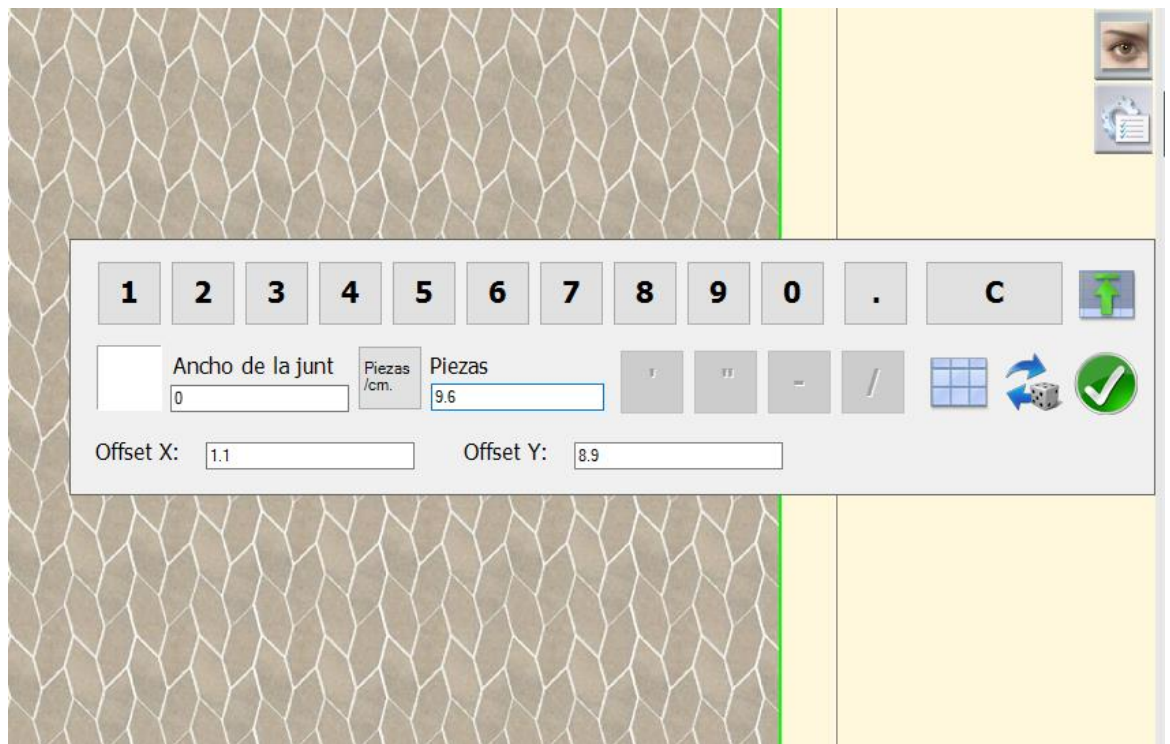 1 2 3 4 5 6 7 8 9 0 . C
Ancho de la junt Piezas Piezas
/cm.
0 9.6 ' " - /
Offset X: 1.1 Offset Y: 8.9